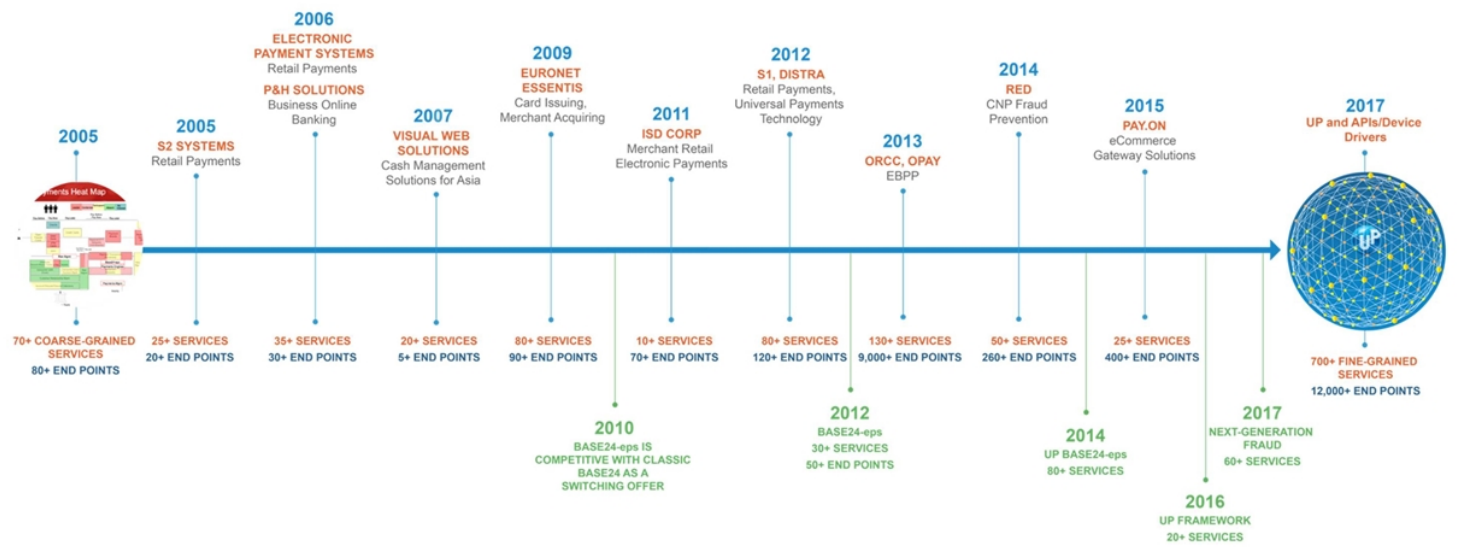 2005
yments Heat Map
70+ COARSE-GRAINED
SERVICES
80+ END POINTS
2005
S2 SYSTEMS
Retail Payments
25+ SERVICES
20+ END POINTS
2006
ELECTRONIC
PAYMENT SYSTEMS
Retail Payments
P&H SOLUTIONS
Business Online
Banking
35+ SERVICES
30+ END POINTS
2007
VISUAL WEB
SOLUTIONS
Cash Management
Solutions for Asia
20+ SERVICES
5+ END POINTS
2009
EURONET
ESSENTIS
Card Issuing,
Merchant Acquiring
80+ SERVICES
90+ END POINTS
2010
BASE24-eps IS
COMPETITIVE WITH CLASSIC
BASE24 AS A
SWITCHING OFFER
2011
ISD CORP
Merchant Retail
Electronic Payments
10+ SERVICES
70+ END POINTS
2012
S1, DISTRA
Retail Payments,
Universal Payments
Technology
80+ SERVICES
120+ END POINTS
2012
BASE24-eps
30+ SERVICES
50+ END POINTS
2013
ORCC, OPAY
EBPP
130+ SERVICES
9,000+ END POINTS
2014
RED
CNP Fraud
Prevention
50+ SERVICES
260+ END POINTS
2014
UP BASE24-eps
80+ SERVICES
2015
PAY.ON
eCommerce
Gateway Solutions
25+ SERVICES
400+ END POINTS
2016
UP FRAMEWORK
20+ SERVICES
2017
NEXT-GENERATION
FRAUD
60+ SERVICES
2017
UP and APIs/Device
Drivers
UP
700+ FINE-GRAINED
SERVICES
12,000+ END POINTS